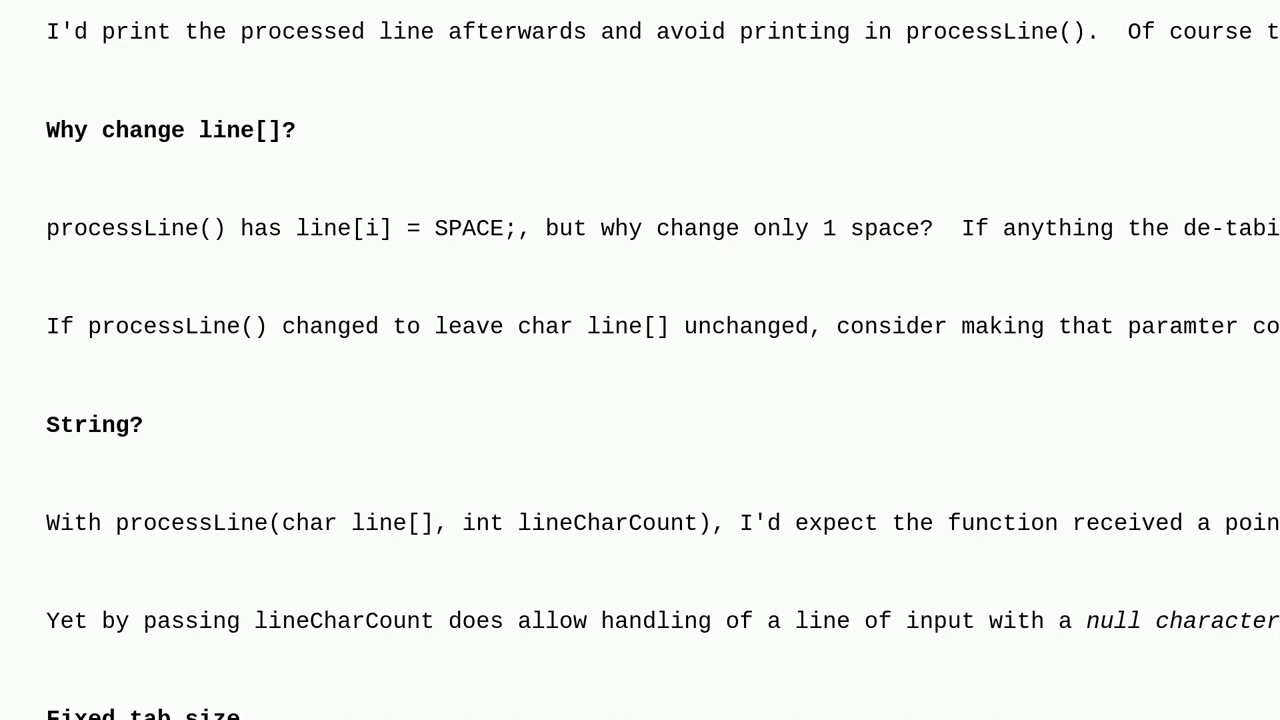 I'd print the processed line afterwards and avoid printing in processLine().  Of course t
Why change line[]?
processLine() has line[i] = SPACE;, but why change only 1 space?  If anything the de-tabi
If processLine() changed to leave char line[] unchanged, consider making that paramter co
String?
With processLine(char line[], int lineCharCount), I'd expect the function received a poin
Yet by passing lineCharCount does allow handling of a line of input with a null character
Fixed tab size